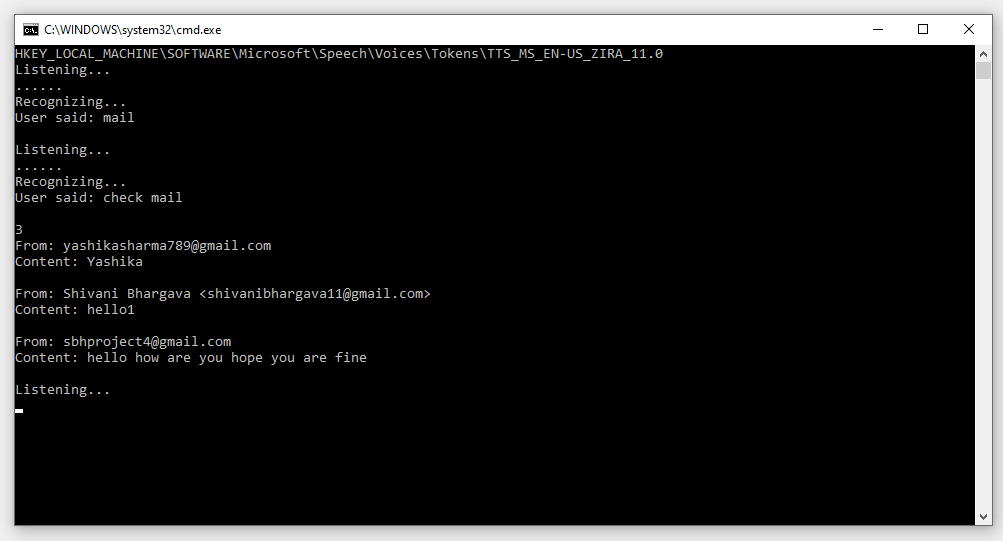 C:\WINDOWS\system32\cmd.exe
HKEY_LOCAL_MACHINE\SOFTWARE\Microsoft\Speech\Voices\Tokens\TTS_MS_EN-US_ZIRA_11.0
Listening...
......
Recognizing...
User said: mail
Listening...
......
Recognizing...
User said: check mail
3
From: yashikasharma789@gmail.com
Content: Yashika
From: Shivani Bhargava <shivanibhargava11@gmail.com>
Content: hello1
From: sbhproject4@gmail.com
Content: hello how are you hope you are fine
Listening...